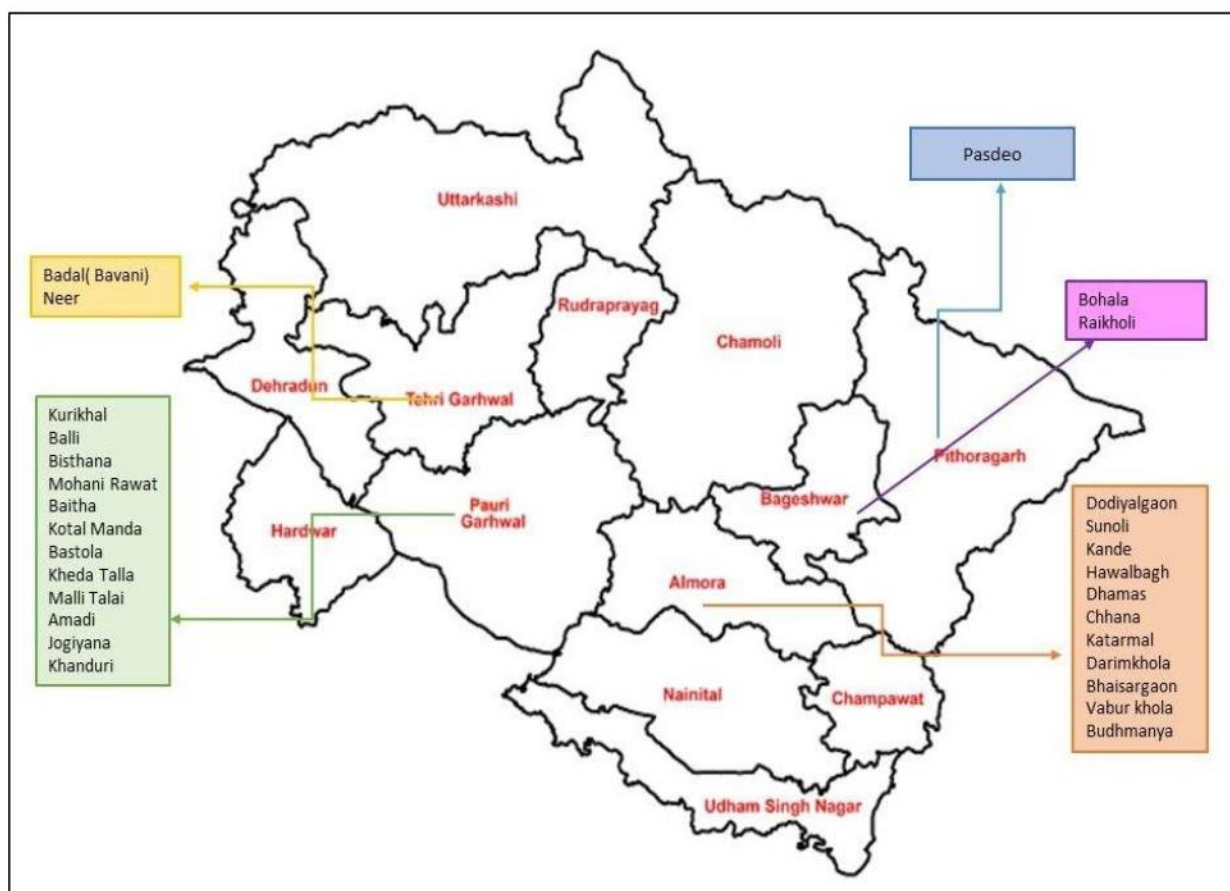 Pasdeo
Uttarkashi
Badal( Bavani)
Neer
Rudraprayag
Bohala
Raikholi
Chamoli
Dehradun
Tehri Garhwal
Kurikhal
Balli
Bisthana
Mohani Rawat
Baitha
Kotal Manda
Bastola
Kheda Talla
Malli Talai
Amadi
Jogiyana
Khanduri
Pithoragarh
Pauri
Garhwal
Bageshwar
Hardwar
Dodiyalgaon
Sunoli
Kande
Hawalbagh
Dhamas
Chhana
Katarmal
Darimkhola
Bhaisargaon
Vabur khola
Budhmanya
Almora
Nainital
Champawat
Udham Singh Nagar